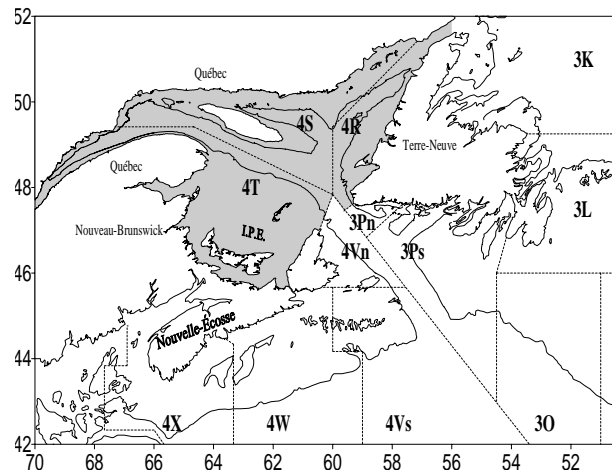 52
3K
Québec
50
4S
4R
Terre-Neuve
Québec
48
4T
3L
I.P.E.
3Pn
Nouveau-Brunswick
4Vn
3Ps
46
Nouvelle-Écosse
44
4X
4W
4Vs
3O
42
70
68
66
64
62
60
58
56
54
52